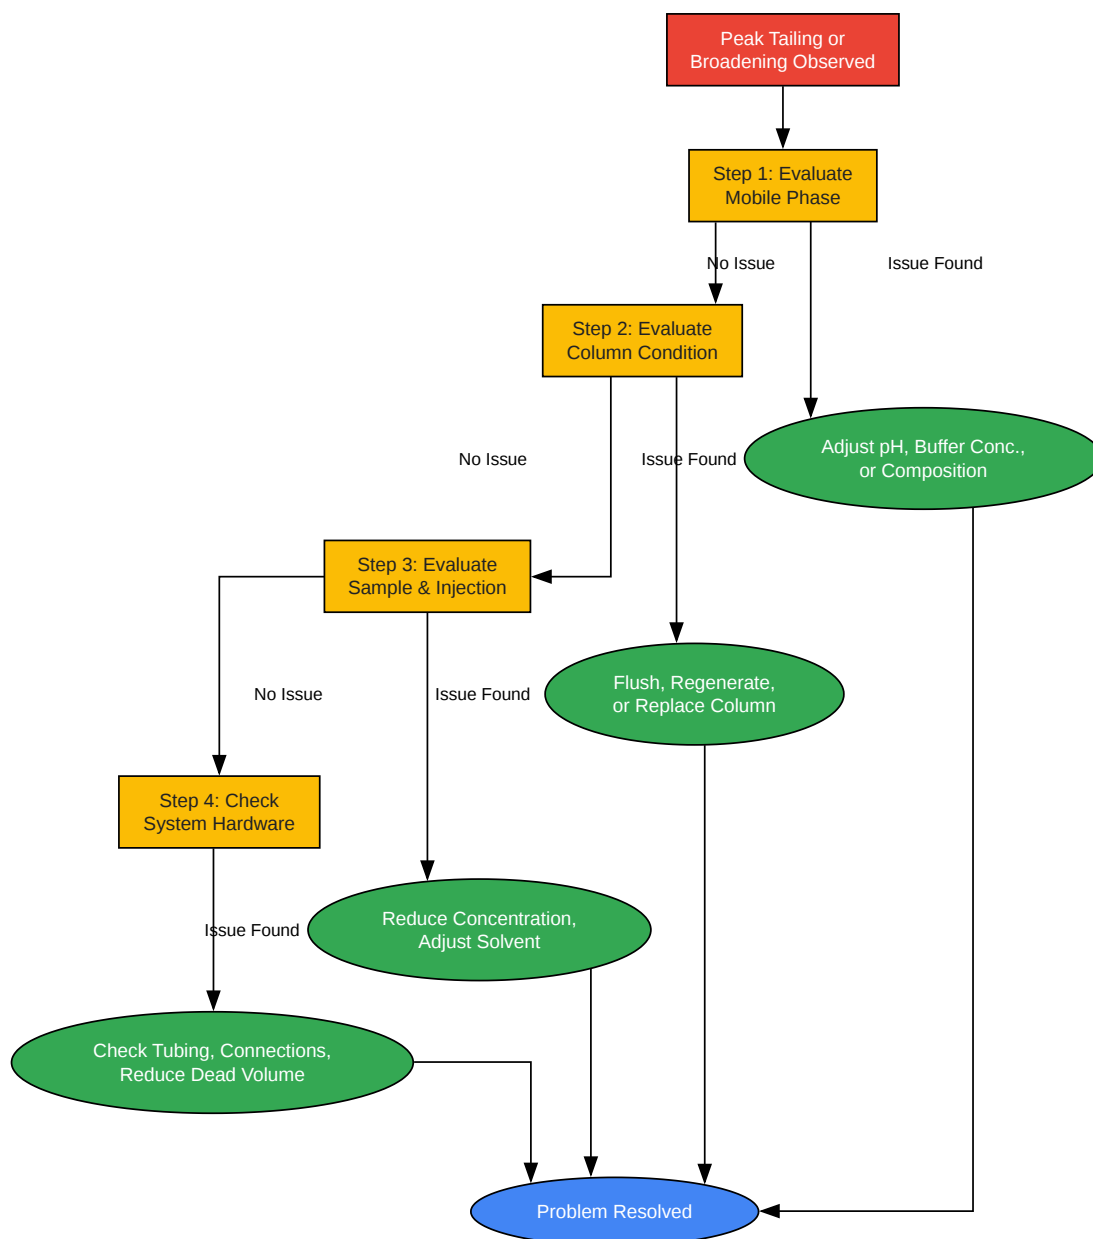 Peak Tailing or
Broadening Observed
Step 1: Evaluate
Mobile Phase
No Issue
Issue Found
Step 2: Evaluate
Column Condition
Adjust pH, Buffer Conc.,
or Composition
No Issue
Issue Found
Step 3: Evaluate
Sample & Injection
Flush, Regenerate,
or Replace Column
No Issue
Issue Found
Step 4: Check
System Hardware
Reduce Concentration,
Adjust Solvent
Issue Found
Check Tubing, Connections,
Reduce Dead Volume
Problem Resolved